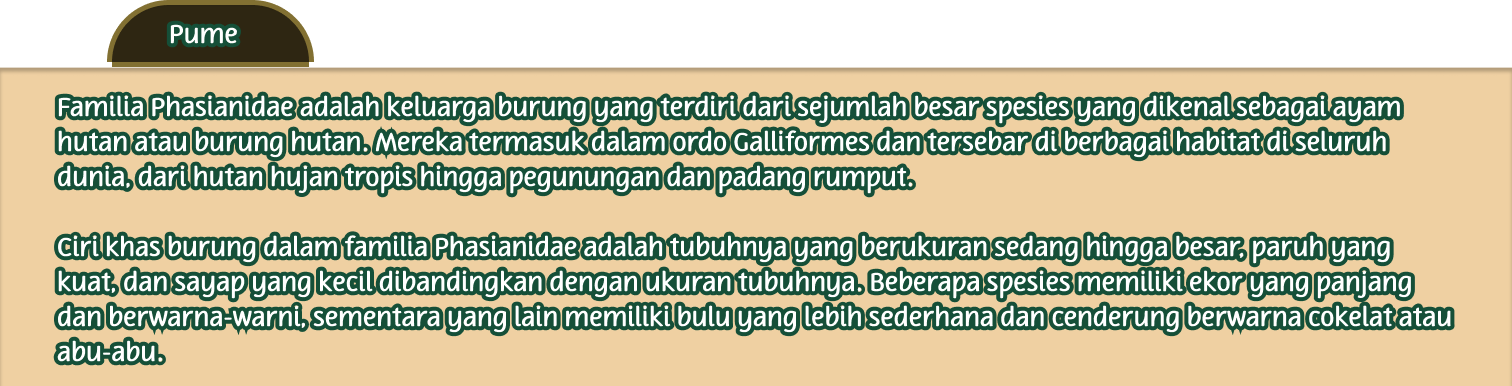 Pume
Familia Phasianidae adalah keluarga burung yang terdiri dari sejumlah besar spesies yang dikenal sebagai ayam
hutan atau burung hutan. Mereka termasuk dalam ordo Galliformes dan tersebar di berbagai habitat di seluruh
dunia, dari hutan hujan tropis hingga pegunungan dan padang rumput.
Ciri khas burung dalam familia Phasianidae adalah tubuhnya yang berukuran sedang hingga besar, paruh yang
kuat, dan sayap yang kecil dibandingkan dengan ukuran tubuhnya. Beberapa spesies memiliki ekor yang panjang
dan berwarna-warni, sementara yang lain memiliki bulu yang lebih sederhana dan cenderung berwarna cokelat atau
abu-abu.